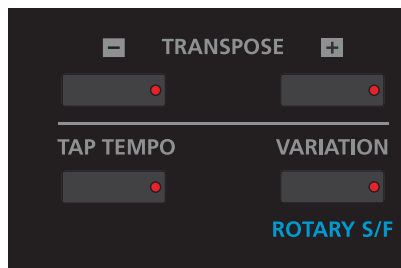 - TRANSPOSE +
TAP TEMPO VARIATION
ROTARY S/F